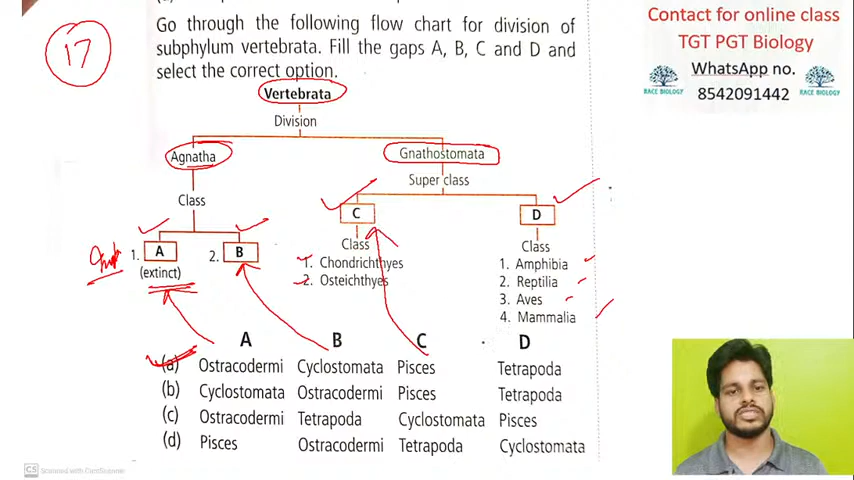 17
Go through the following flow chart for division of
subphylum vertebrata. Fill the gaps A, B, C and D and
select the correct option.
Vertebrata
Division
Agnatha
Gnathostomata
Super class
Class
C
D
1. A
2. B
(extinct)
Class
1. Chondrichthyes
2. Osteichthyes
Class
1. Amphibia
2. Reptilia
3. Aves
4. Mammalia
A B C D
(a) Ostracodermi Cyclostomata Pisces Tetrapoda
(b) Cyclostomata Ostracodermi Pisces Tetrapoda
(c) Ostracodermi Tetrapoda Cyclostomata Pisces
(d) Pisces Ostracodermi Tetrapoda Cyclostomata
CS Scanned with CamScanner
Contact for online class
TGT PGT Biology
WhatsApp no.
8542091442
RACE BIOLOGY
RACE BIOLOGY